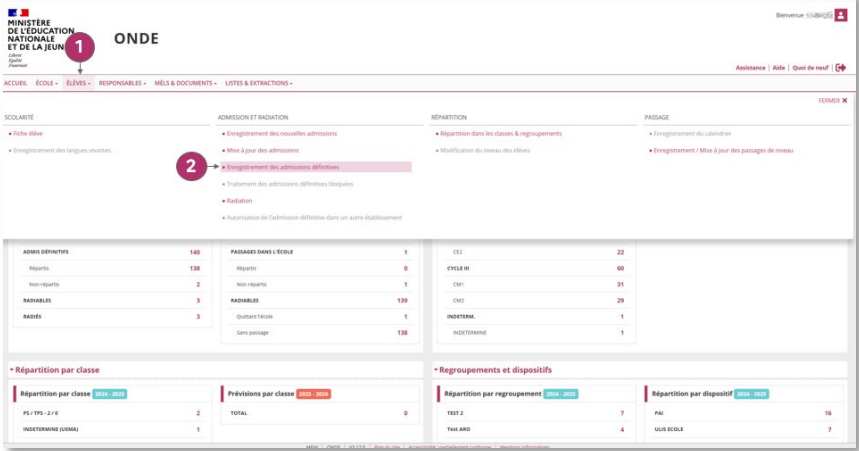 MINISTÈRE
DE L'ÉDUCATION
NATIONALE
ET DE LA JEUN
Liberté
Égalité
Fraternité
ONDE
Bienvenue
Assistance | Aide | Quoi de neuf |
1
ACCUEIL ÉCOLE ÉLÈVES RESPONSABLES MÉLS & DOCUMENTS LISTES & EXTRACTIONS
FERMER ✖
SCOLARITÉ
• Fiche élève
• Enregistrement des langues vivantes
ADMISSION ET RADIATION
• Enregistrement des nouvelles admissions
• Mise à jour des admissions
2
• Enregistrement des admissions définitives
• Traitement des admissions définitives bloquées
• Radiation
• Autorisation de l'admission définitive dans un autre établissement
RÉPARTITION
• Répartition dans les classes & regroupements
• Modification du niveau des élèves
PASSAGE
• Enregistrement du calendrier
• Enregistrement / Mise à jour des passages de niveau
ADMIS DÉFINITIFS 140
Répartis 138
Non répartis 2
RADIABLES 3
RADIÉS 3
PASSAGES DANS L'ÉCOLE 1
Répartis 0
Non répartis 1
RADIABLES 139
Quittant l'école 1
Sans passage 138
CE2 22
CYCLE III 60
CM1 31
CM2 29
INDETERM. 1
INDETERMINE 1
Répartition par classe
Répartition par classe 2024 - 2025
PS / TPS - 2 / 0 2
INDETERMINE (UEMA) 1
Prévisions par classe 2025 - 2026
TOTAL 0
Regroupements et dispositifs
Répartition par regroupement 2024 - 2025
TEST 2 7
Test ARO 4
Répartition par dispositif 2024 - 2025
PAI 16
ULIS ECOLE 7